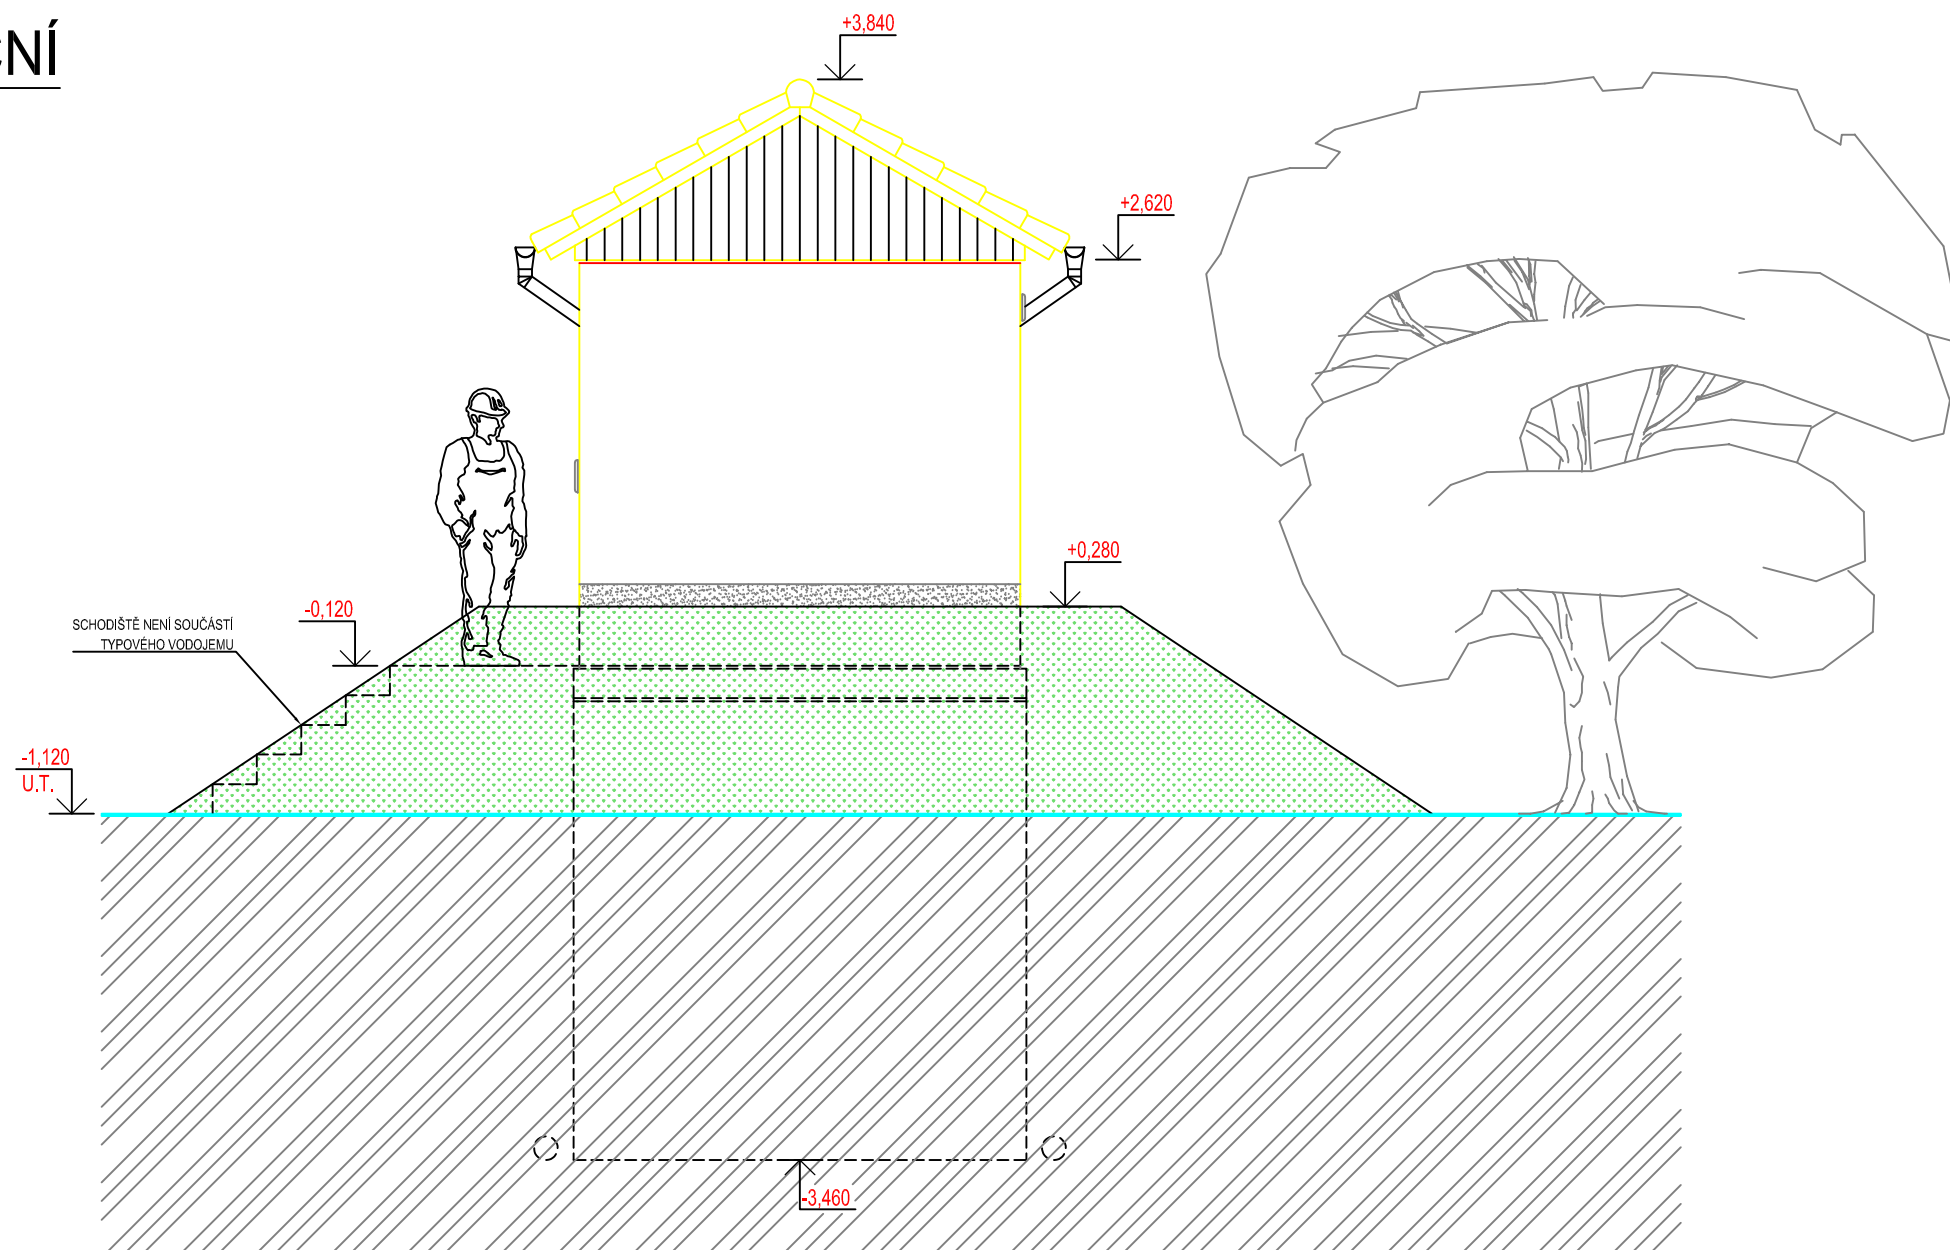 ČNÍ
+3,840
+2,620
+0,280
-0,120
SCHODIŠTĚ NENÍ SOUČÁSTÍ
TYPOVÉHO VODOJEMU
-1,120
U.T.
-3,460